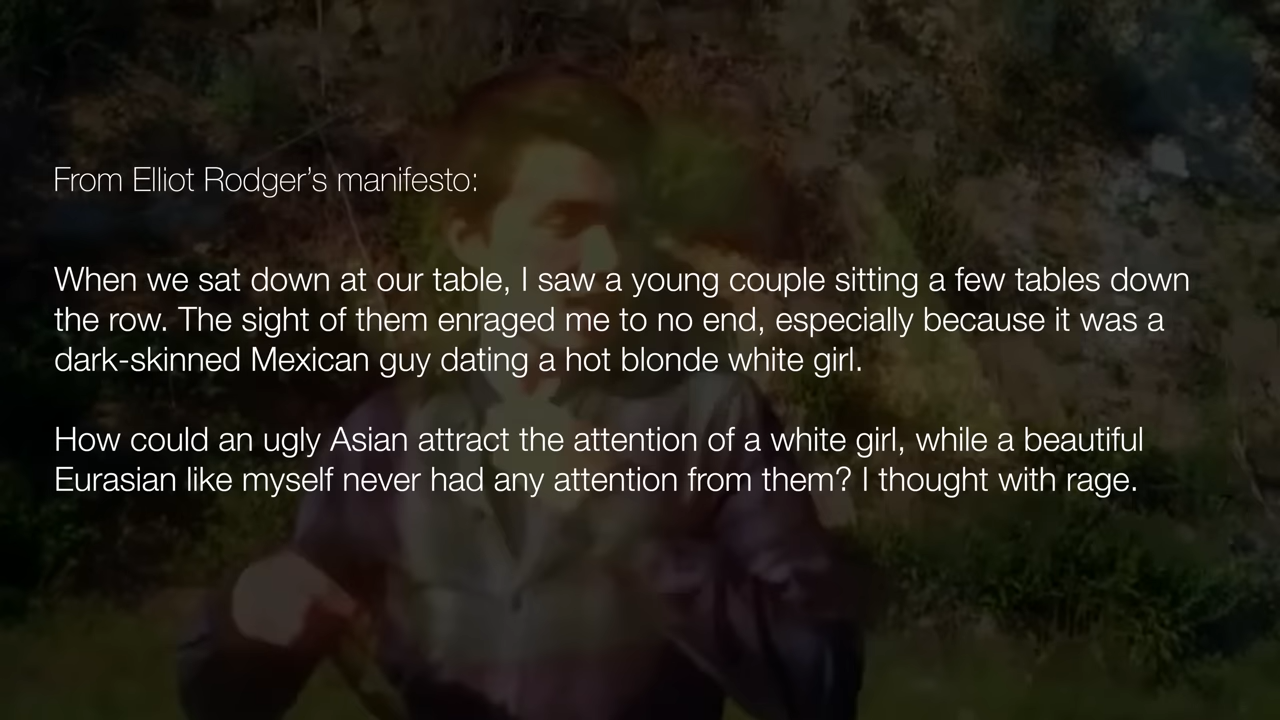 From Elliot Rodger’s manifesto:
When we sat down at our table, I saw a young couple sitting a few tables down
the row. The sight of them enraged me to no end, especially because it was a
dark-skinned Mexican guy dating a hot blonde white girl.
How could an ugly Asian attract the attention of a white girl, while a beautiful
Eurasian like myself never had any attention from them? I thought with rage.